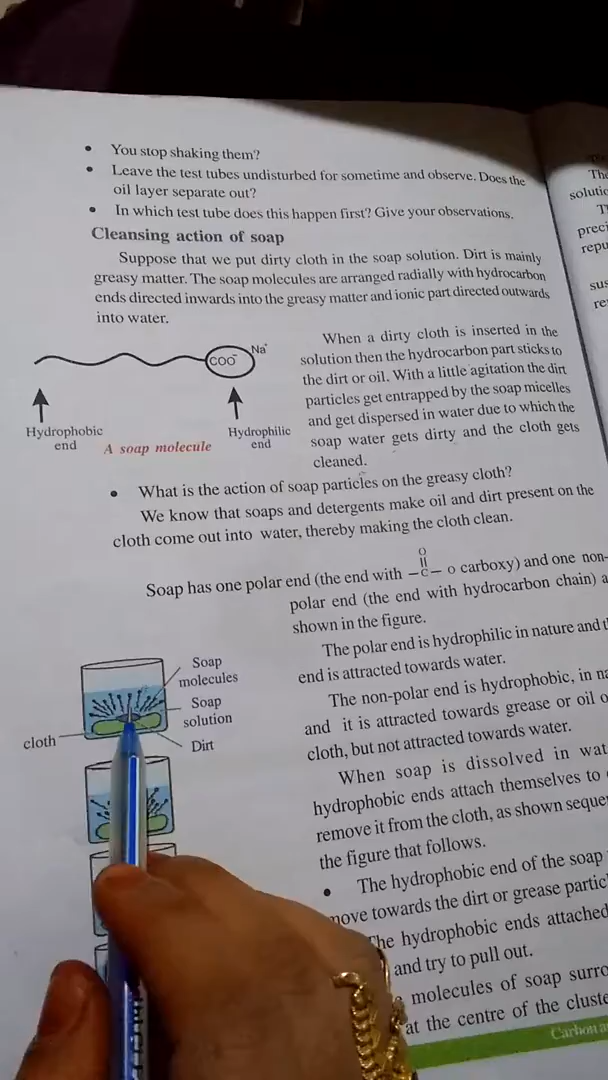 • You stop shaking them?
• Leave the test tubes undisturbed for sometime and observe. Does the
oil layer separate out?
• In which test tube does this happen first? Give your observations.
Cleansing action of soap
Suppose that we put dirty cloth in the soap solution. Dirt is mainly
greasy matter. The soap molecules are arranged radially with hydrocarbon
ends directed inwards into the greasy matter and ionic part directed outwards
into water.
COO⁻ Na⁺
Hydrophobic
end
A soap molecule
Hydrophilic
end
When a dirty cloth is inserted in the
solution then the hydrocarbon part sticks to
the dirt or oil. With a little agitation the dirt
particles get entrapped by the soap micelles
and get dispersed in water due to which the
soap water gets dirty and the cloth gets
cleaned.
• What is the action of soap particles on the greasy cloth?
We know that soaps and detergents make oil and dirt present on the
cloth come out into water, thereby making the cloth clean.
O
||
Soap has one polar end (the end with –C– o carboxy) and one non-
polar end (the end with hydrocarbon chain) a
shown in the figure.
The polar end is hydrophilic in nature and t
end is attracted towards water.
The non-polar end is hydrophobic, in na
and it is attracted towards grease or oil o
cloth, but not attracted towards water.
When soap is dissolved in wat
hydrophobic ends attach themselves to
remove it from the cloth, as shown seque
the figure that follows.
• The hydrophobic end of the soap
move towards the dirt or grease partic
The hydrophobic ends attached
and try to pull out.
molecules of soap surro
at the centre of the cluste
Soap
molecules
Soap
solution
cloth
Dirt
Carbon a
The
solutio
T
preci
repu
sus
re